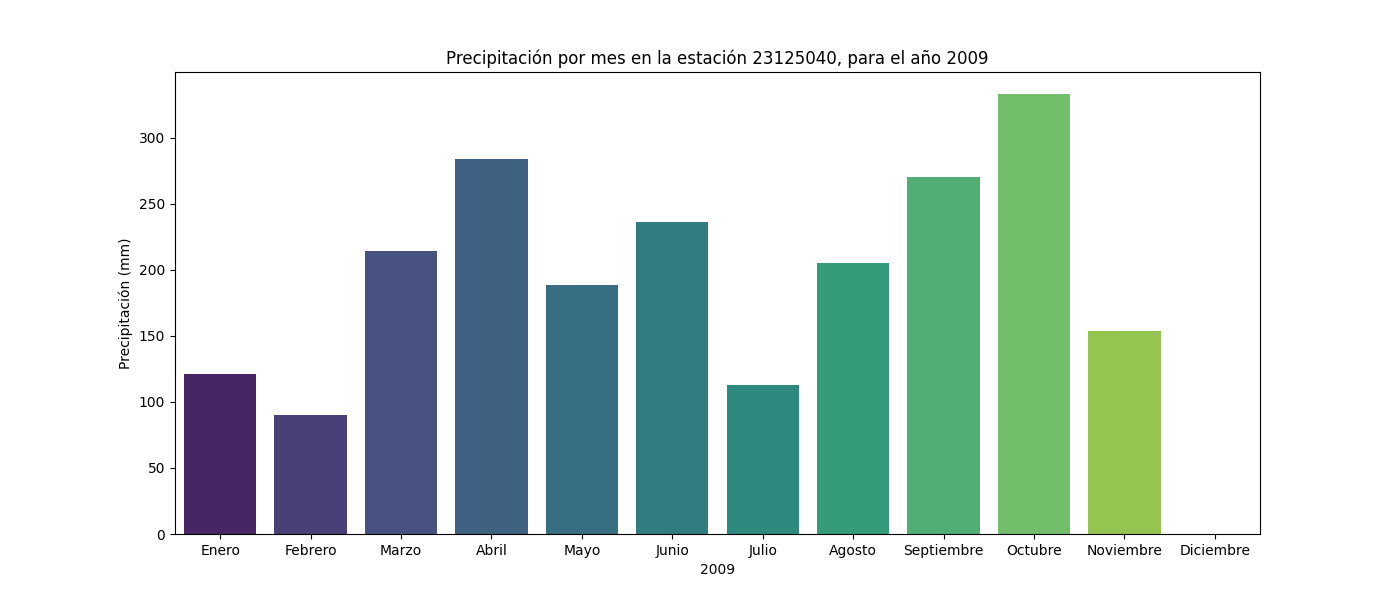 Precipitación por mes en la estación 23125040, para el año 2009
Precipitación (mm)
300
250
200
150
100
50
0
Enero Febrero Marzo Abril Mayo Junio Julio Agosto Septiembre Octubre Noviembre Diciembre
2009